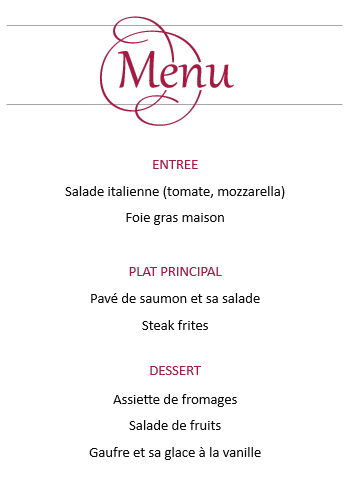 Menu
ENTREE
Salade italienne (tomate, mozzarella)
Foie gras maison
PLAT PRINCIPAL
Pavé de saumon et sa salade
Steak frites
DESSERT
Assiette de fromages
Salade de fruits
Gaufre et sa glace à la vanille